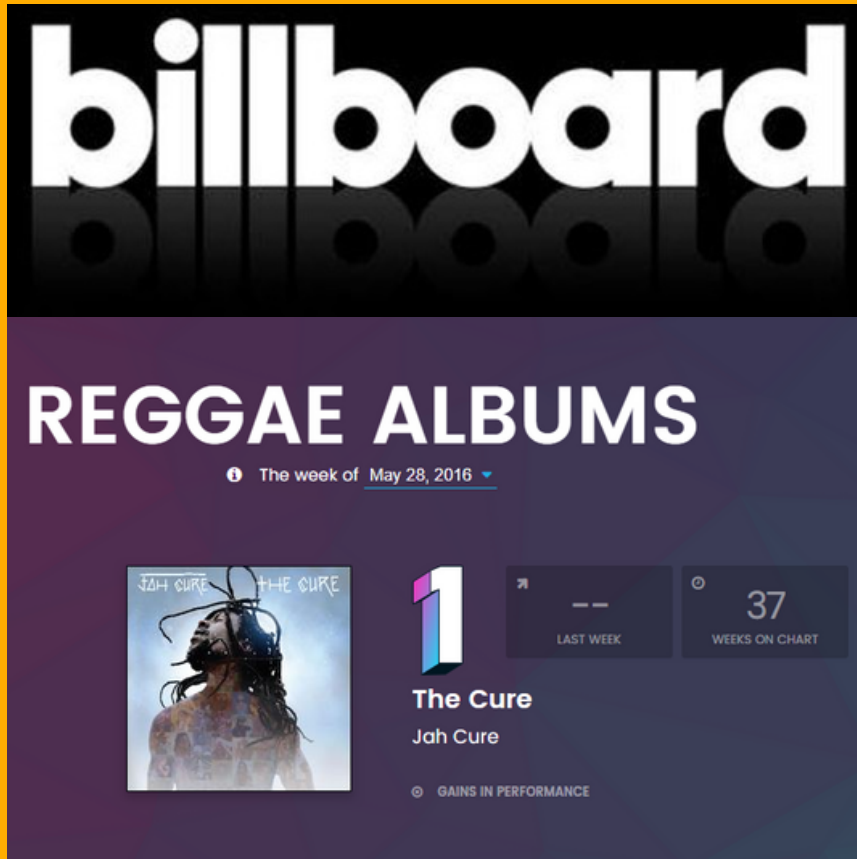 billboard
REGGAE ALBUMS
The week of May 28, 2016
JAH CURE THE CURE
1
--
LAST WEEK
37
WEEKS ON CHART
The Cure
Jah Cure
GAINS IN PERFORMANCE